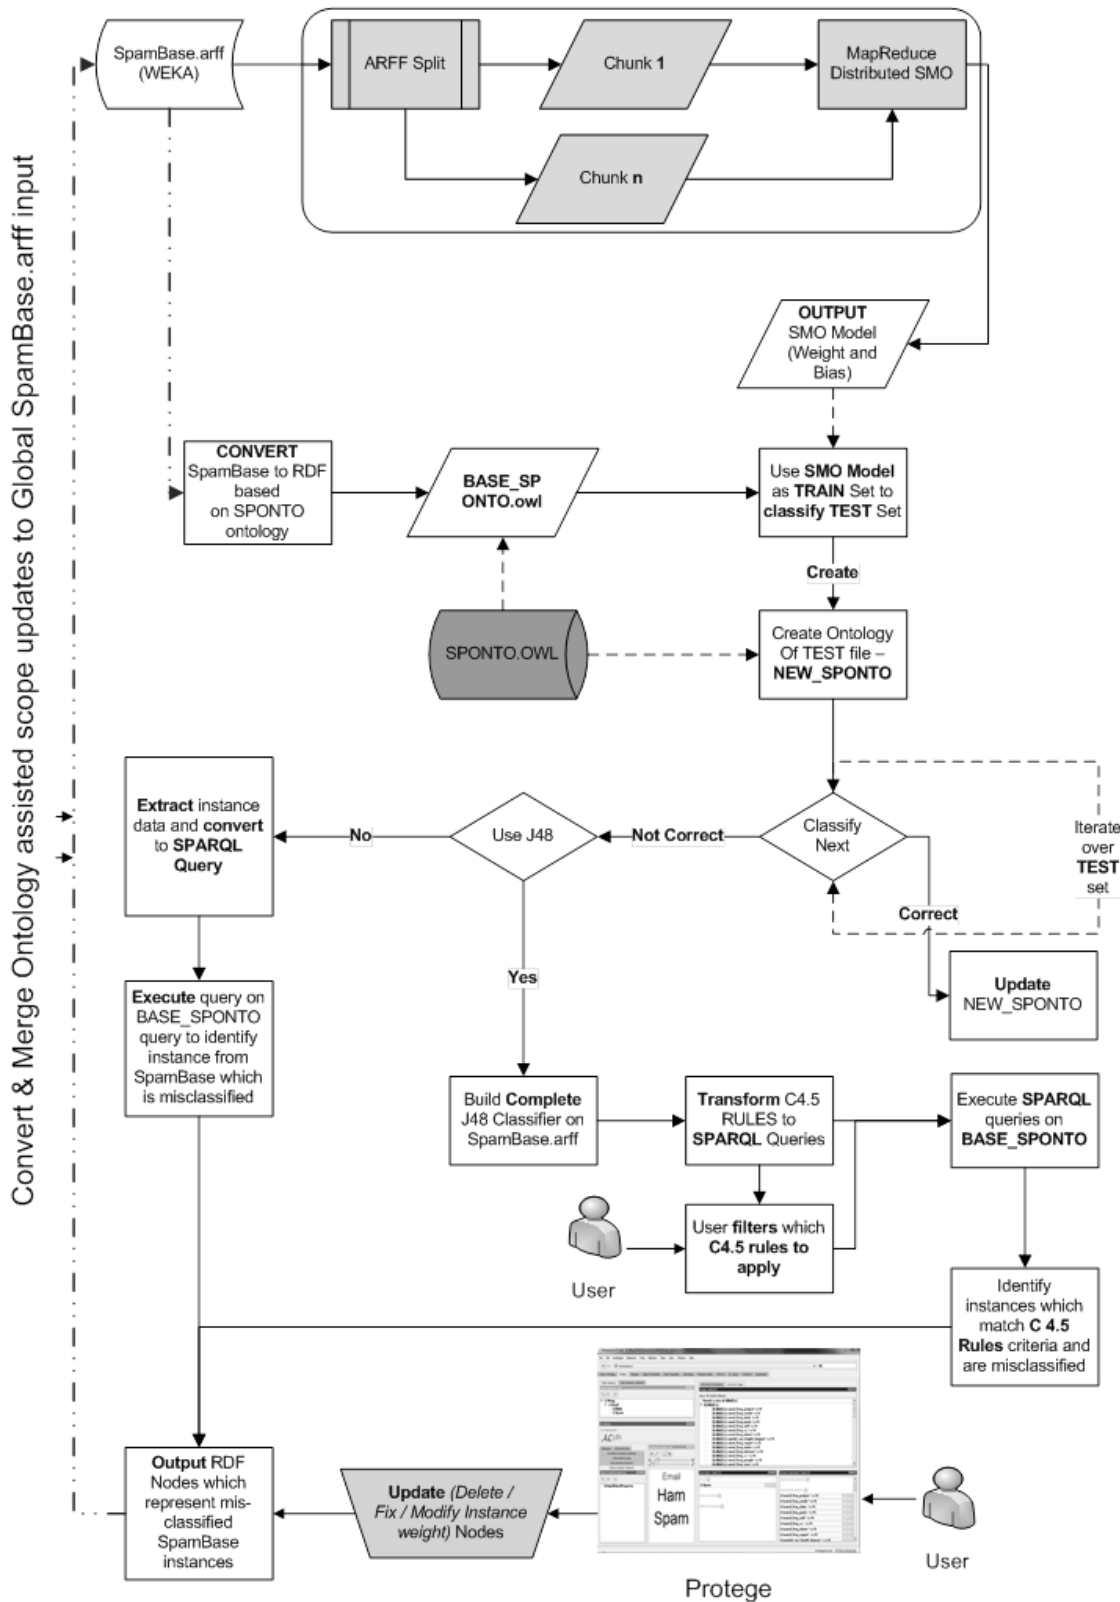 SpamBase.arff
(WEKA)
ARFF Split
Chunk 1
MapReduce
Distributed SMO
Chunk n
Convert & Merge Ontology assisted scope updates to Global SpamBase.arff input
OUTPUT
SMO Model
(Weight and
Bias)
CONVERT
SpamBase to RDF
based
on SPONTO
ontology
BASE_SP
ONTO.owl
Use SMO Model
as TRAIN Set to
classify TEST Set
Create
SPONTO.OWL
Create Ontology
Of TEST file –
NEW_SPONTO
Extract instance
data and convert
to SPARQL
Query
No
Use J48
Not Correct
Classify
Next
Iterate
over
TEST
set
Correct
Yes
Update
NEW_SPONTO
Execute query on
BASE_SPONTO
query to identify
instance from
SpamBase which
is misclassified
Build Complete
J48 Classifier on
SpamBase.arff
Transform C4.5
RULES to
SPARQL Queries
Execute SPARQL
queries on
BASE_SPONTO
User filters which
C4.5 rules to
apply
User
Identify
instances which
match C 4.5
Rules criteria and
are misclassified
Output RDF
Nodes which
represent mis-
classified
SpamBase
instances
Update (Delete /
Fix / Modify Instance
weight) Nodes
Email
Ham
Spam
User
Protege